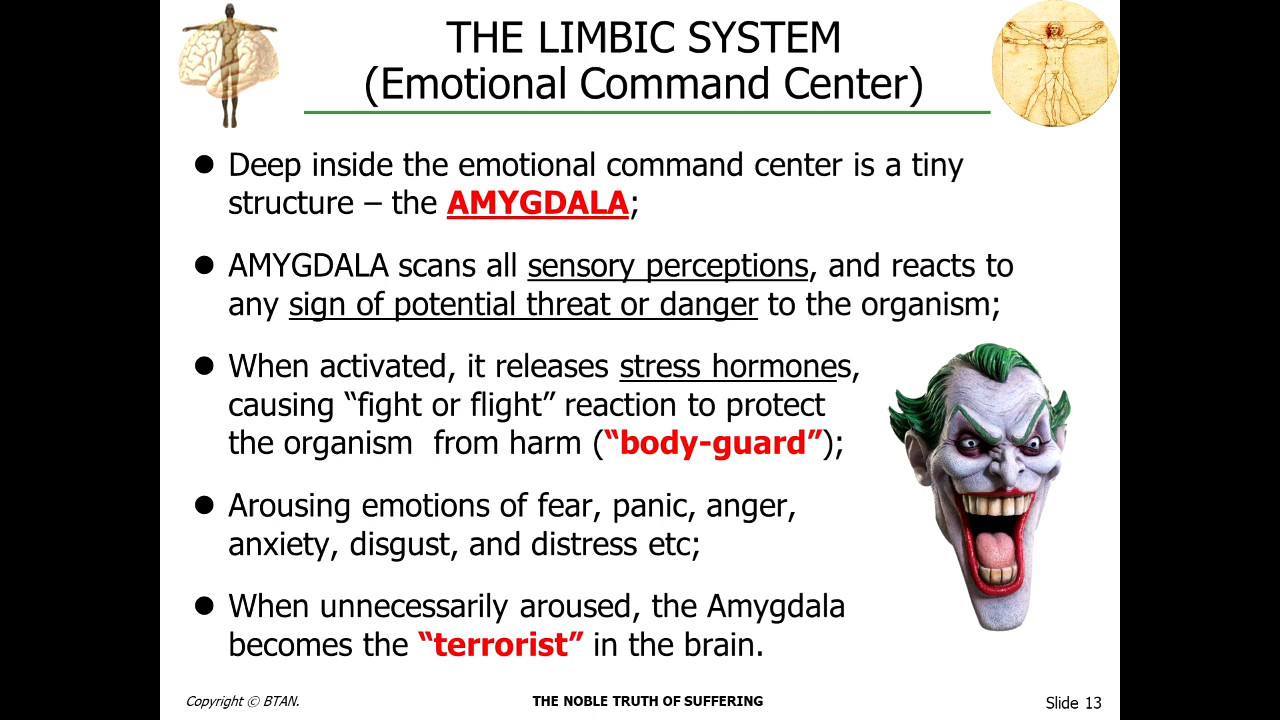 THE LIMBIC SYSTEM
(Emotional Command Center)
● Deep inside the emotional command center is a tiny
structure – the AMYGDALA;
● AMYGDALA scans all sensory perceptions, and reacts to
any sign of potential threat or danger to the organism;
● When activated, it releases stress hormones,
causing “fight or flight” reaction to protect
the organism  from harm (“body-guard”);
● Arousing emotions of fear, panic, anger,
anxiety, disgust, and distress etc;
● When unnecessarily aroused, the Amygdala
becomes the “terrorist” in the brain.
Copyright © BTAN.
THE NOBLE TRUTH OF SUFFERING
Slide 13